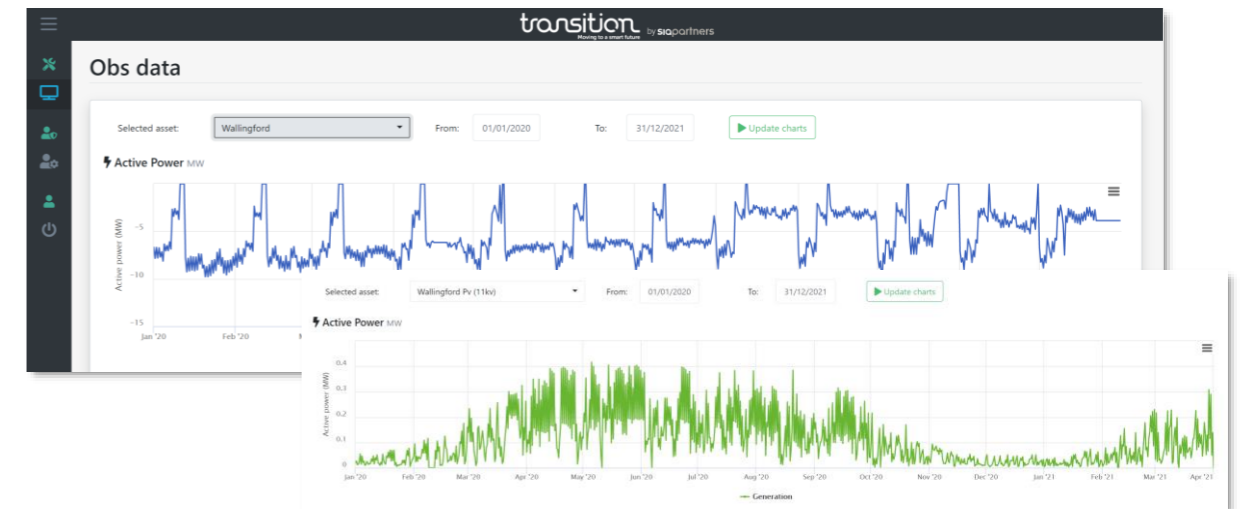 transition by siapartners
Moving to a smart future
Obs data
Selected asset: Wallingford From: 01/01/2020 To: 31/12/2021 Update charts
Active Power MW
Active power (MW)
-5
-10
-15
Jan '20 Feb '20
Selected asset: Wallingford Pv (11kv) From: 01/01/2020 To: 31/12/2021 Update charts
Active Power MW
Active power (MW)
0.4
0.3
0.2
0.1
0
Jan '20 Feb '20 Mar '20 Apr '20 May '20 Jun '20 Jul '20 Aug '20 Sep '20 Oct '20 Nov '20 Dec '20 Jan '21 Feb '21 Mar '21 Apr '21
Generation